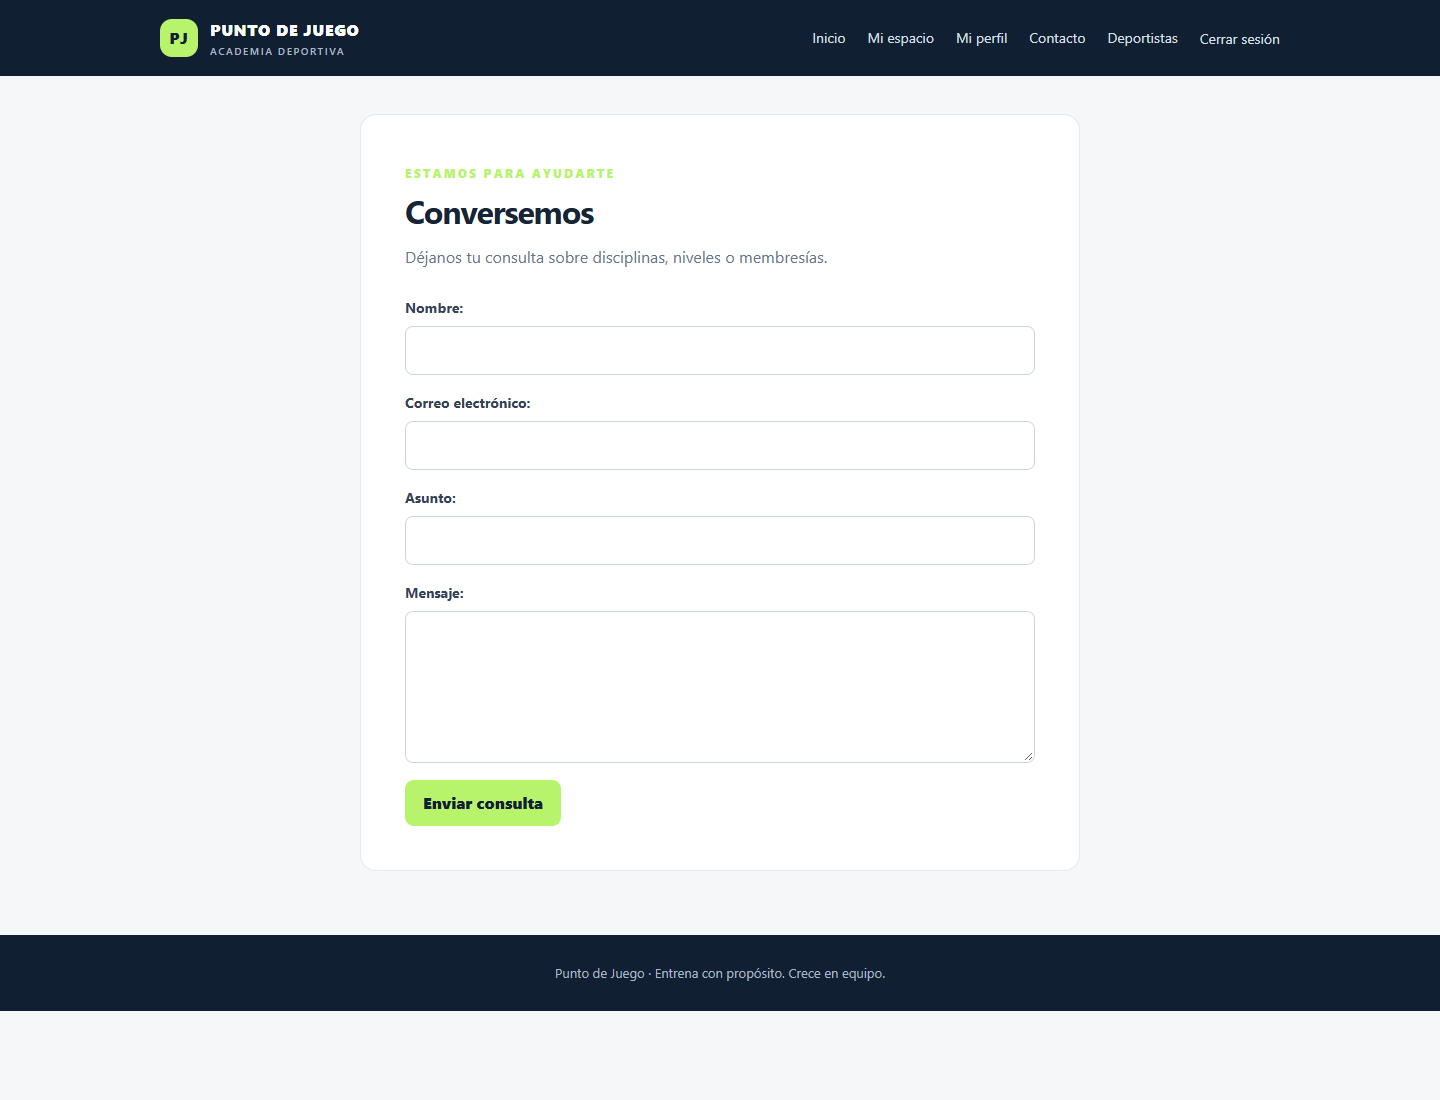 PJ
PUNTO DE JUEGO
ACADEMIA DEPORTIVA
Inicio Mi espacio Mi perfil Contacto Deportistas Cerrar sesión
ESTAMOS PARA AYUDARTE
Conversemos
Déjanos tu consulta sobre disciplinas, niveles o membresías.
Nombre:
Correo electrónico:
Asunto:
Mensaje:
Enviar consulta
Punto de Juego · Entrena con propósito. Crece en equipo.